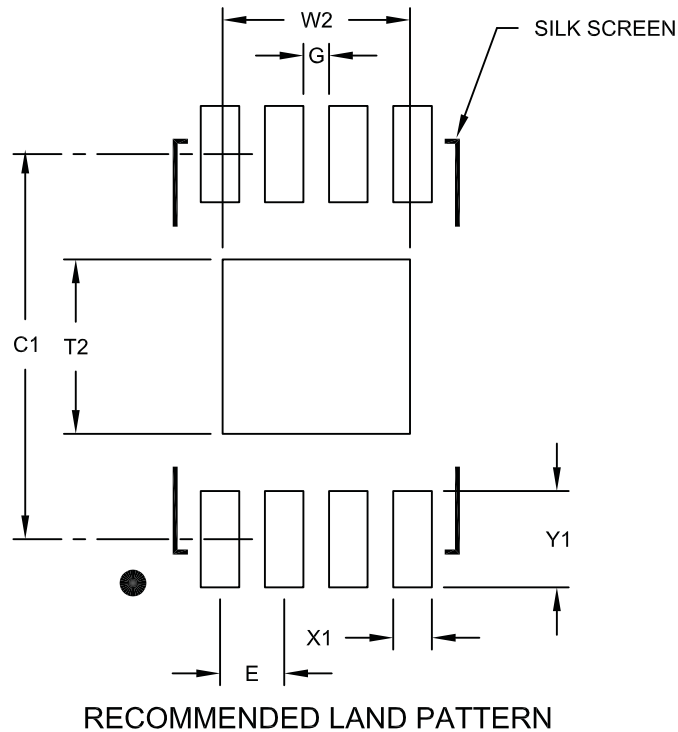 W2
SILK SCREEN
G
C1
T2
Y1
X1
E
RECOMMENDED LAND PATTERN